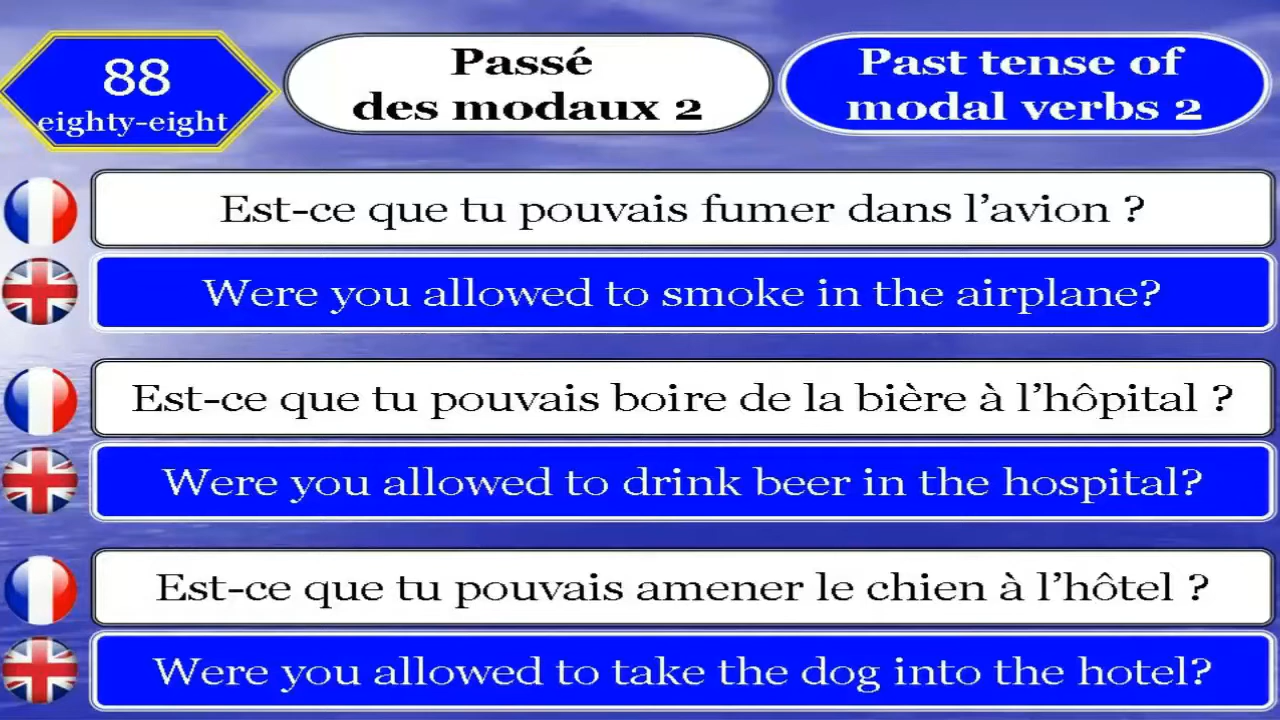 88
eighty-eight
Passé
des modaux 2
Past tense of
modal verbs 2
Est-ce que tu pouvais fumer dans l’avion ?
Were you allowed to smoke in the airplane?
Est-ce que tu pouvais boire de la bière à l’hôpital ?
Were you allowed to drink beer in the hospital?
Est-ce que tu pouvais amener le chien à l’hôtel ?
Were you allowed to take the dog into the hotel?